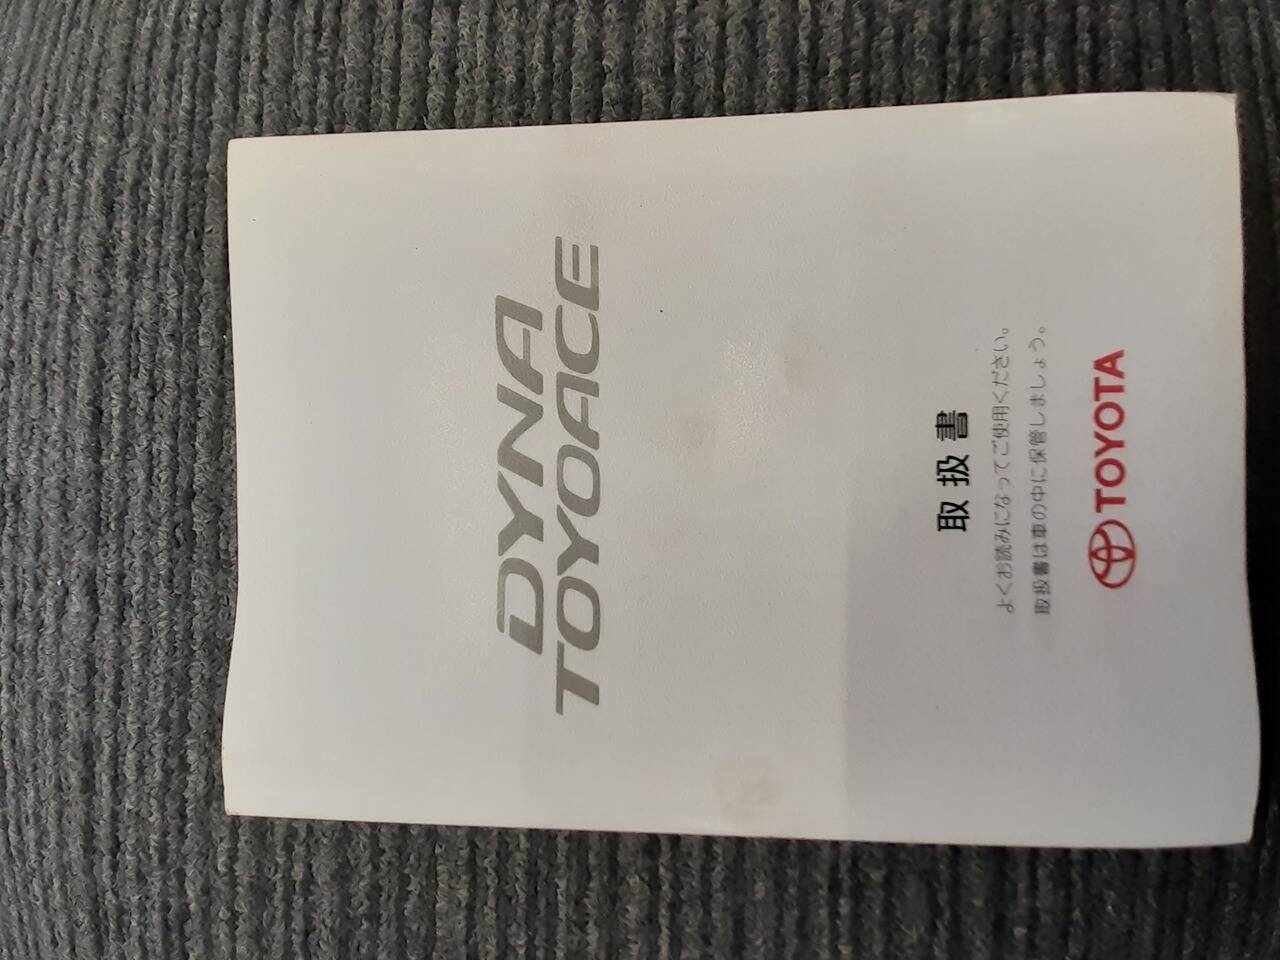 DYNA
TOYOACE
取扱書
よくお読みになってご使用ください。
取扱書は車の中に保管しましょう。
TOYOTA